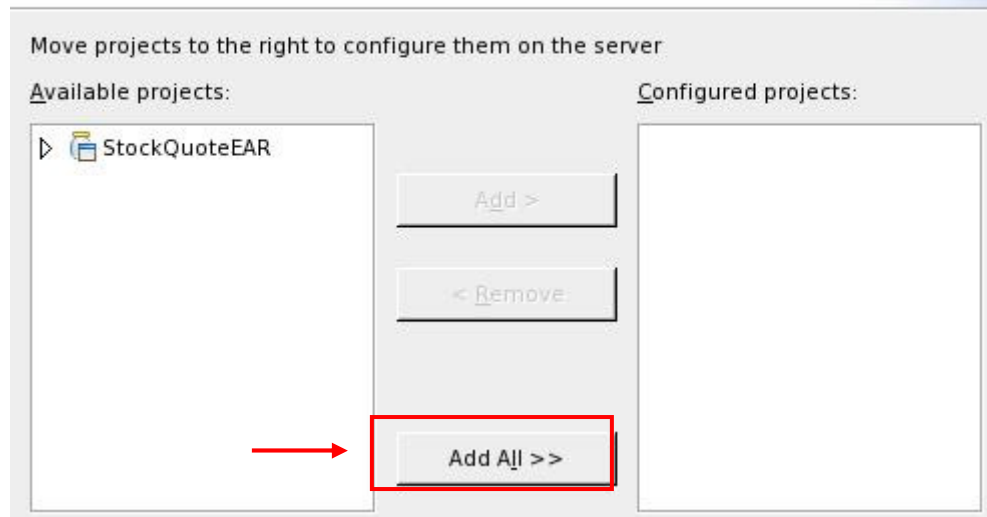 Move projects to the right to configure them on the server
Available projects:
Configured projects:
StockQuoteEAR
Add >
< Remove
Add All >>